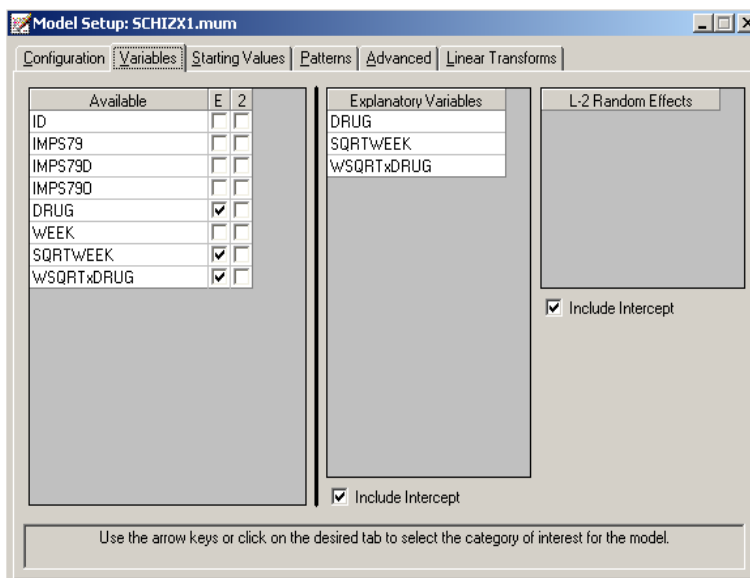 Model Setup: SCHIZX1.mum
Configuration Variables Starting Values Patterns Advanced Linear Transforms
Available E 2
ID
IMPS79
IMPS79D
IMPS79O
DRUG
WEEK
SQRTWEEK
WSQRTxDRUG
Explanatory Variables
DRUG
SQRTWEEK
WSQRTxDRUG
Include Intercept
L-2 Random Effects
Include Intercept
Use the arrow keys or click on the desired tab to select the category of interest for the model.